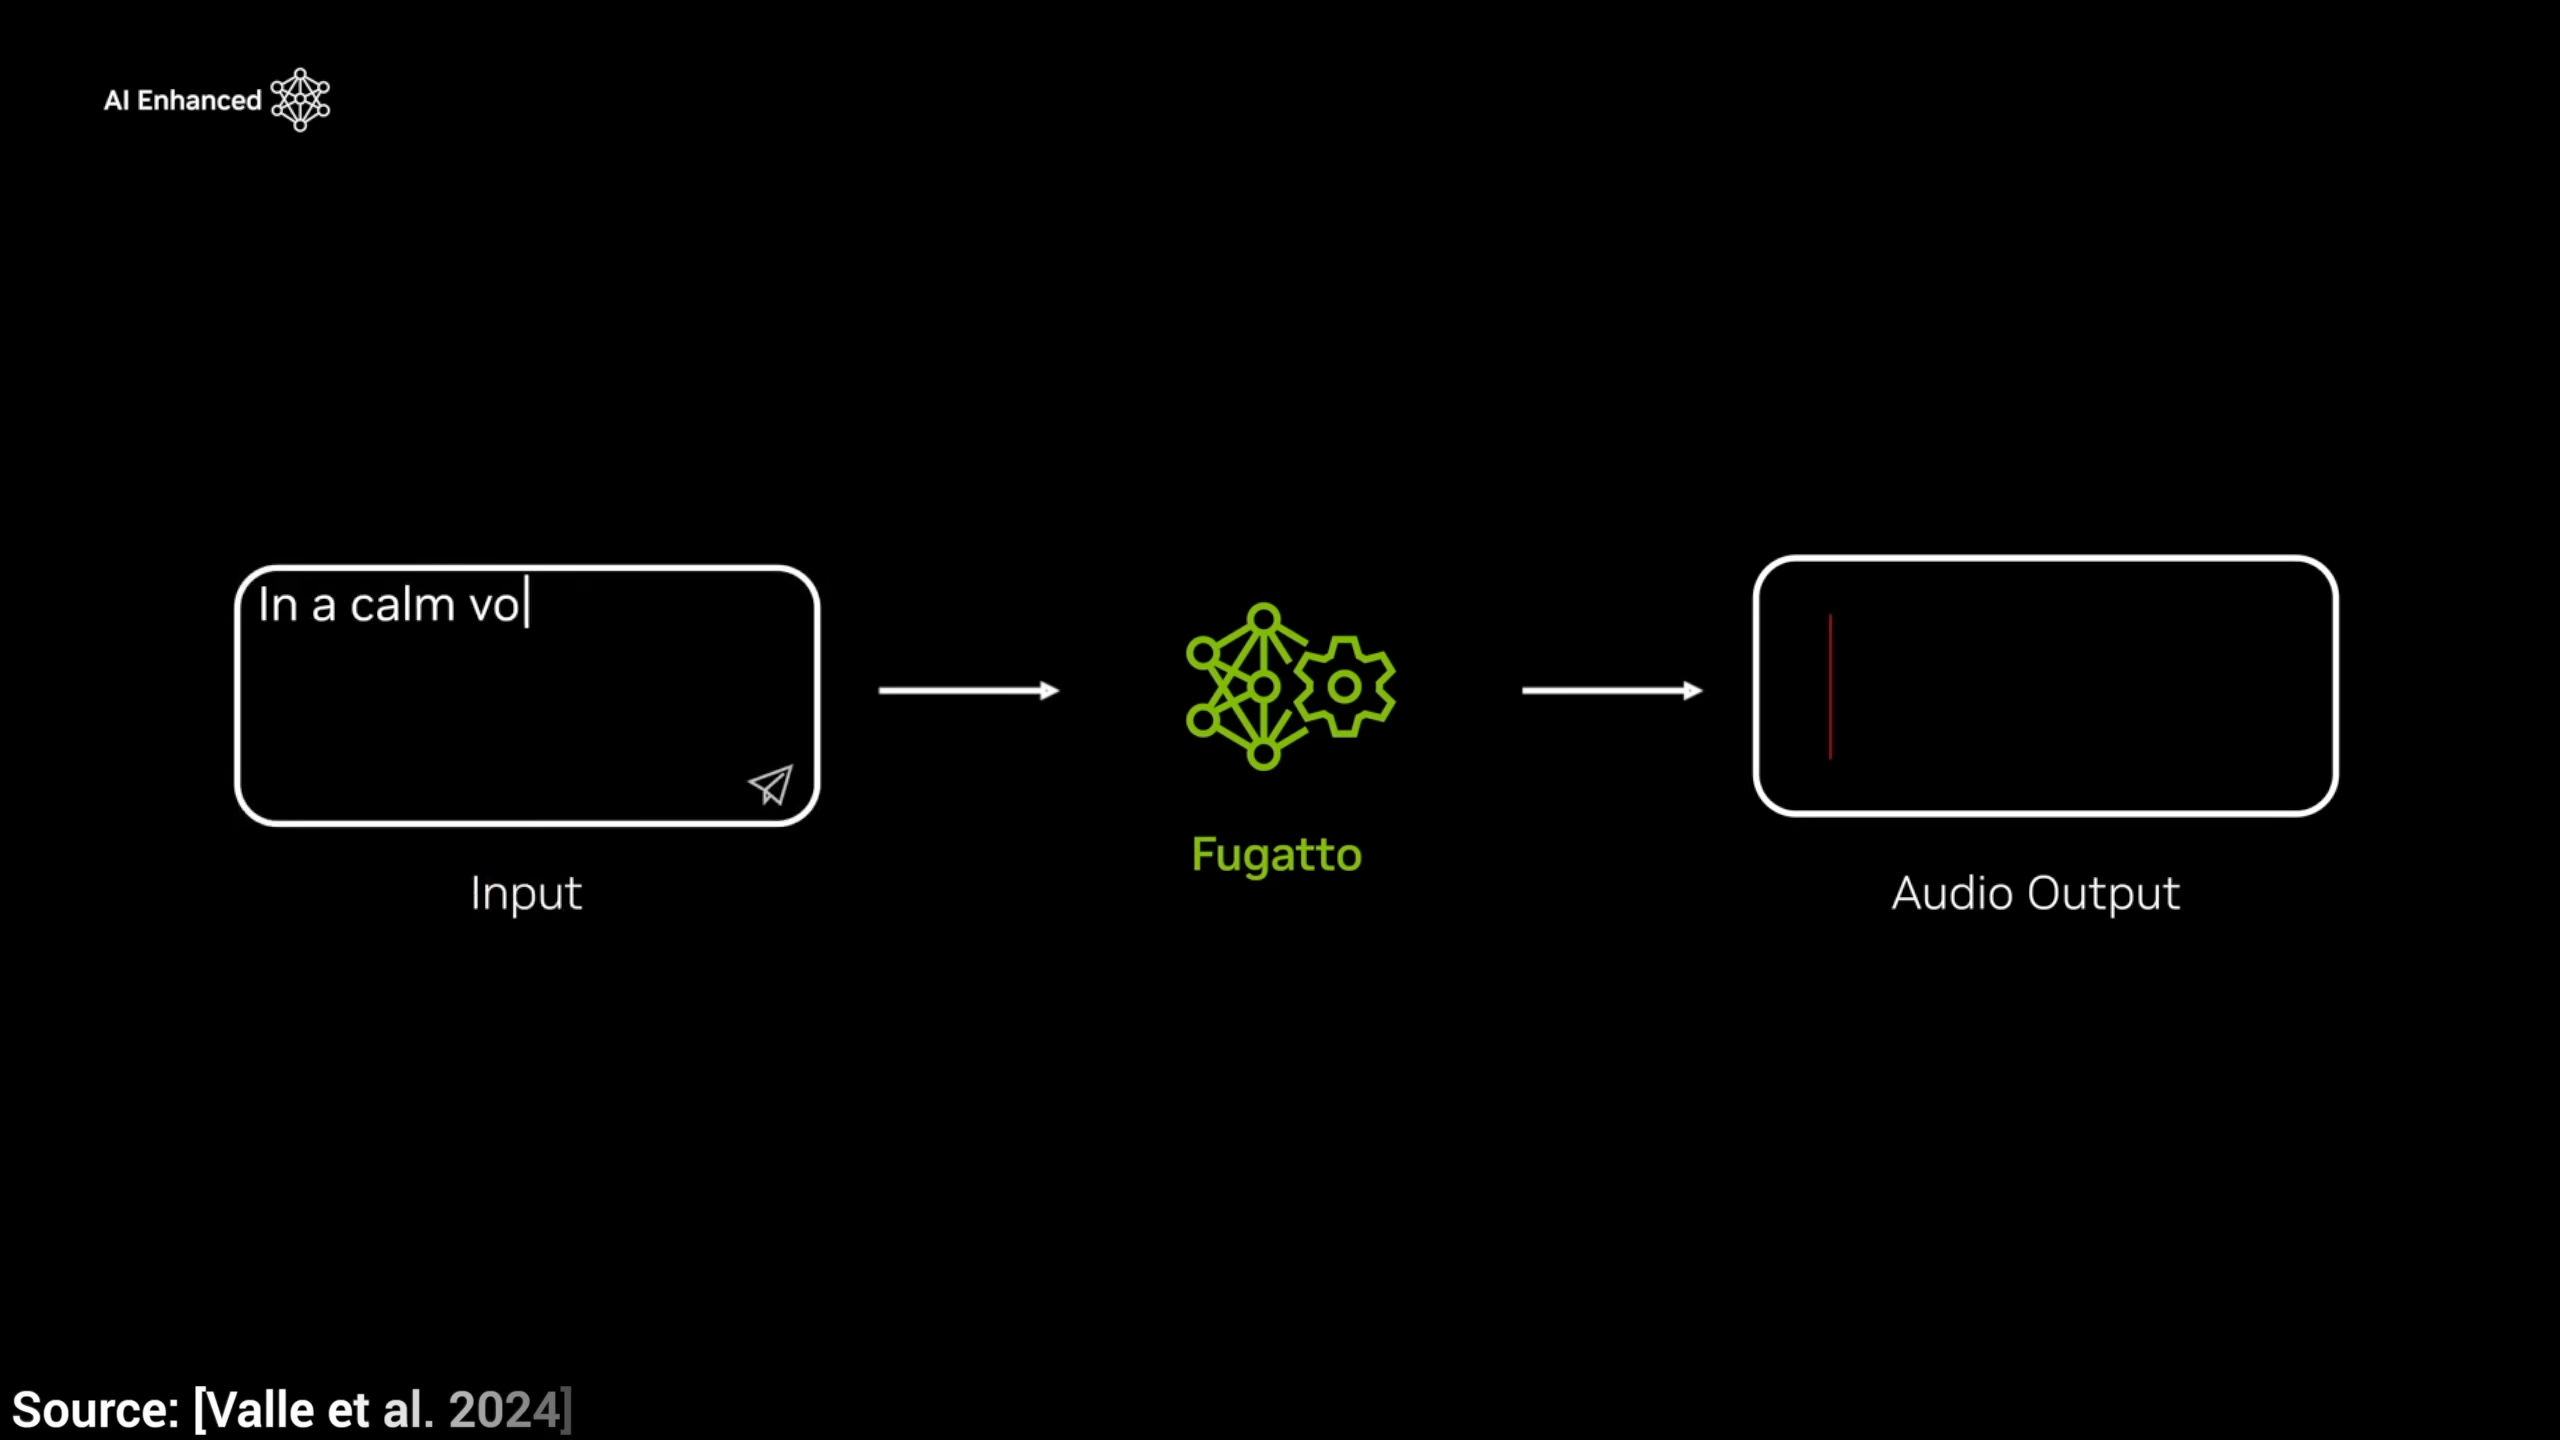 AI Enhanced
In a calm vo
Fugatto
Input
Audio Output
Source: [Valle et al. 2024]